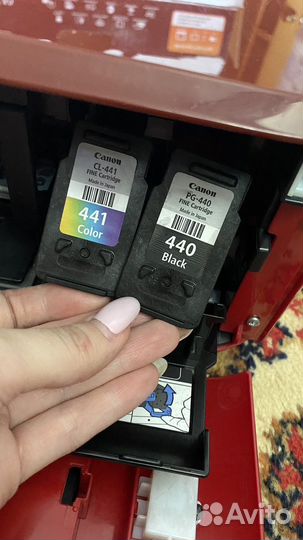 Canon
CL-441
FINE Cartridge
Made in Japan
441
Color
Canon
PG-440
FINE Cartridge
Made in Japan
440
Black
Avito